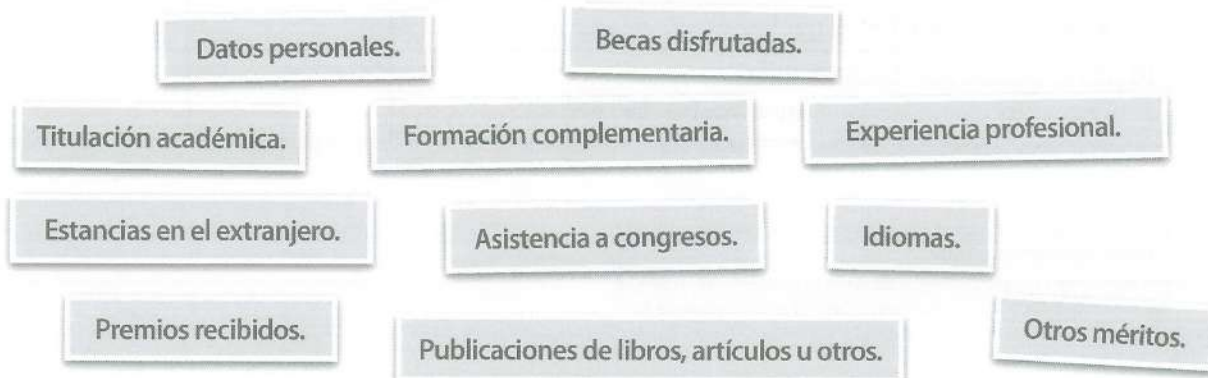 Datos personales.
Becas disfrutadas.
Titulación académica.
Formación complementaria.
Experiencia profesional.
Estancias en el extranjero.
Asistencia a congresos.
Idiomas.
Premios recibidos.
Publicaciones de libros, artículos u otros.
Otros méritos.